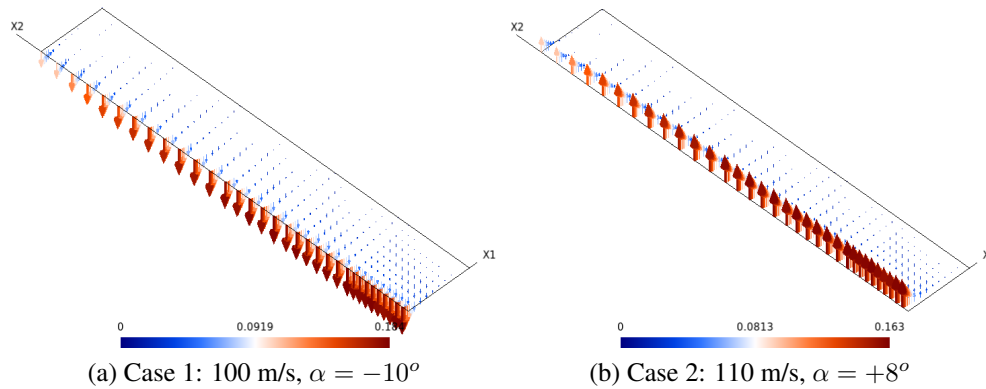 X2
X2
X1
X
0
0.0919
0
0.0813
0.163
(a) Case 1: 100 m/s, α = −10°
(b) Case 2: 110 m/s, α = +8°